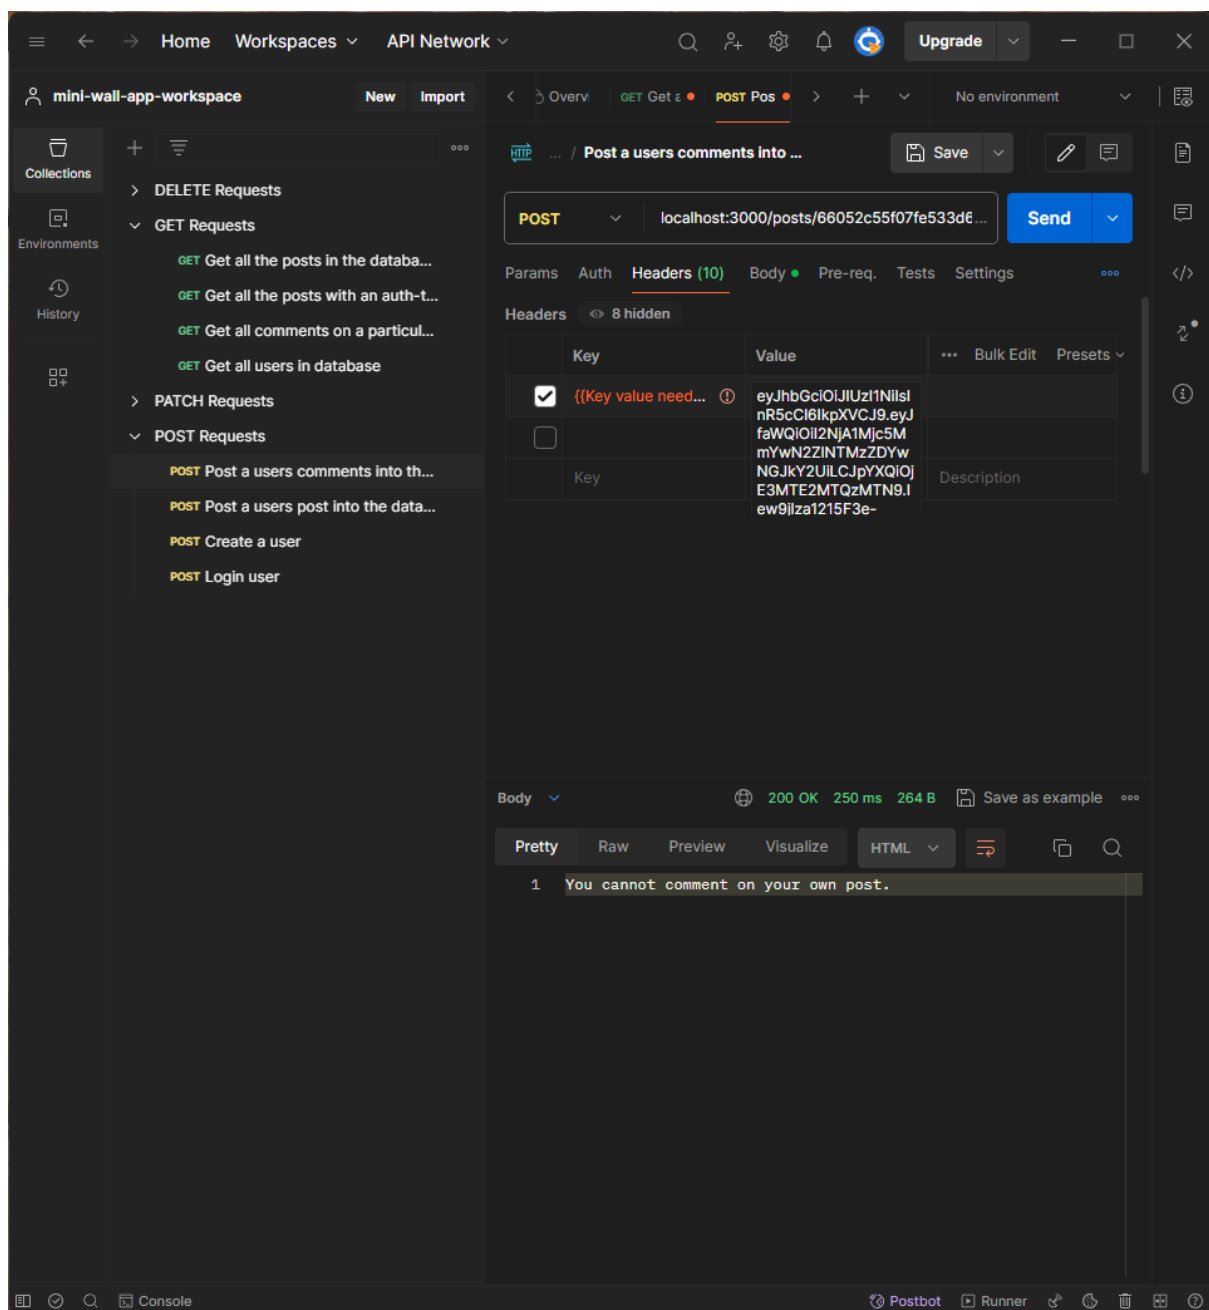 Home Workspaces API Network Upgrade
mini-wall-app-workspace New Import
Overvi GET Get a POST Pos No environment
Collections
Environments
History
DELETE Requests
GET Requests
GET Get all the posts in the databa...
GET Get all the posts with an auth-t...
GET Get all comments on a particul...
GET Get all users in database
PATCH Requests
POST Requests
POST Post a users comments into th...
POST Post a users post into the data...
POST Create a user
POST Login user
HTTP ... / Post a users comments into ... Save
POST localhost:3000/posts/66052c55f07fe533d6... Send
Params Auth Headers (10) Body Pre-req. Tests Settings
Headers 8 hidden
Key Value Bulk Edit Presets
{{Key value need...
eyJhbGciOiJIUzI1NiIsI
nR5cCI6IkpXVCJ9.eyJ
faWQiOiI2NjA1Mjc5M
mYwN2ZlNTMzZDYw
NGJkY2UiLCJpYXQiOj
E3MTE2MTQzMTN9.I
ew9jIza1215F3e-
Key Description
Body 200 OK 250 ms 264 B Save as example
Pretty Raw Preview Visualize HTML
1 You cannot comment on your own post.
Console Postbot Runner